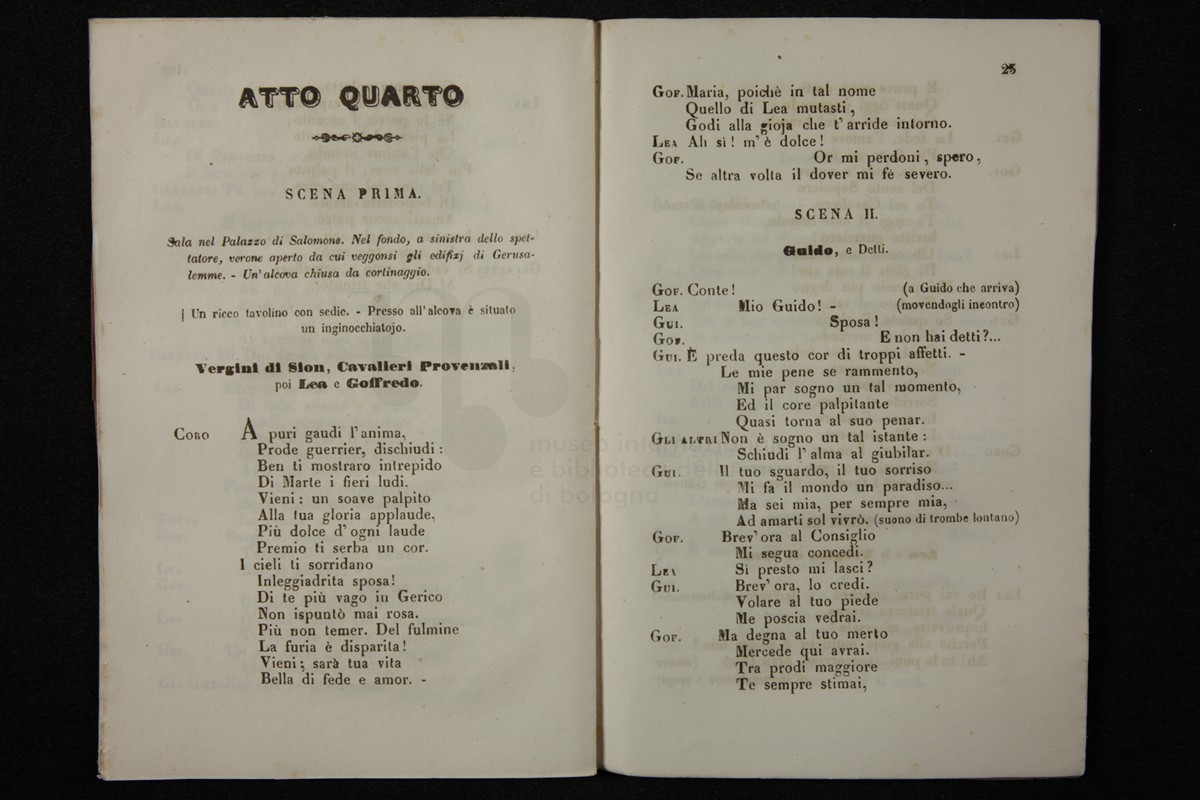 ATTO QUARTO
SCENA PRIMA.
Sala nel Palazzo di Salomone. Nel fondo, a sinistra dello spet-
tatore, verone aperto da cui veggonsi gli edifizj di Gerusa-
lemme. - Un'alcova chiusa da cortinaggio.
Un ricco tavolino con sedie. - Presso all'alcova è situato
un inginocchiatojo.
Vergini di Sion, Cavalieri Provenzali,
poi Lea e Goffredo.
CORO A puri gaudi l'anima,
Prode guerrier, dischiudi :
Ben ti mostraro intrepido
Di Marte i fieri ludi.
Vieni : un soave palpito
Alla tua gloria applaude,
Più dolce d'ogni laude
Premio ti serba un cor.
I cieli ti sorridano
Inleggiadrita sposa!
Di te più vago in Gerico
Non ispuntò mai rosa.
Più non temer. Del fulmine
La furia è disparita!
Vieni; sarà tua vita
Bella di fede e amor. -
25
GOF. Maria, poichè in tal nome
Quello di Lea mutasti,
Godi alla gioja che t'arride intorno.
LEA Ah sì! m'è dolce!
GOF. Or mi perdoni, spero,
Se altra volta il dover mi fè severo.
SCENA II.
Guido, e Detti.
GOF. Conte! (a Guido che arriva)
LEA Mio Guido! - (movendogli incontro)
GUI. Sposa!
GOF. E non hai detti?...
GUI. È preda questo cor di troppi affetti. -
Le mie pene se rammento,
Mi par sogno un tal momento,
Ed il core palpitante
Quasi torna al suo penar.
GLI ALTRI Non è sogno un tal istante :
Schiudi l'alma al giubilar.
GUI. Il tuo sguardo, il tuo sorriso
Mi fa il mondo un paradiso...
Ma sei mia, per sempre mia,
Ad amarti sol vivrò. (suono di trombe lontano)
GOF. Brev'ora al Consiglio
Mi segua concedi.
LEA Sì presto mi lasci?
GUI. Brev'ora, lo credi.
Volare al tuo piede
Me poscia vedrai.
GOF. Ma degna al tuo merto
Mercede qui avrai.
Tra prodi maggiore
Te sempre stimai,
museo
e biblioteca
di bologna